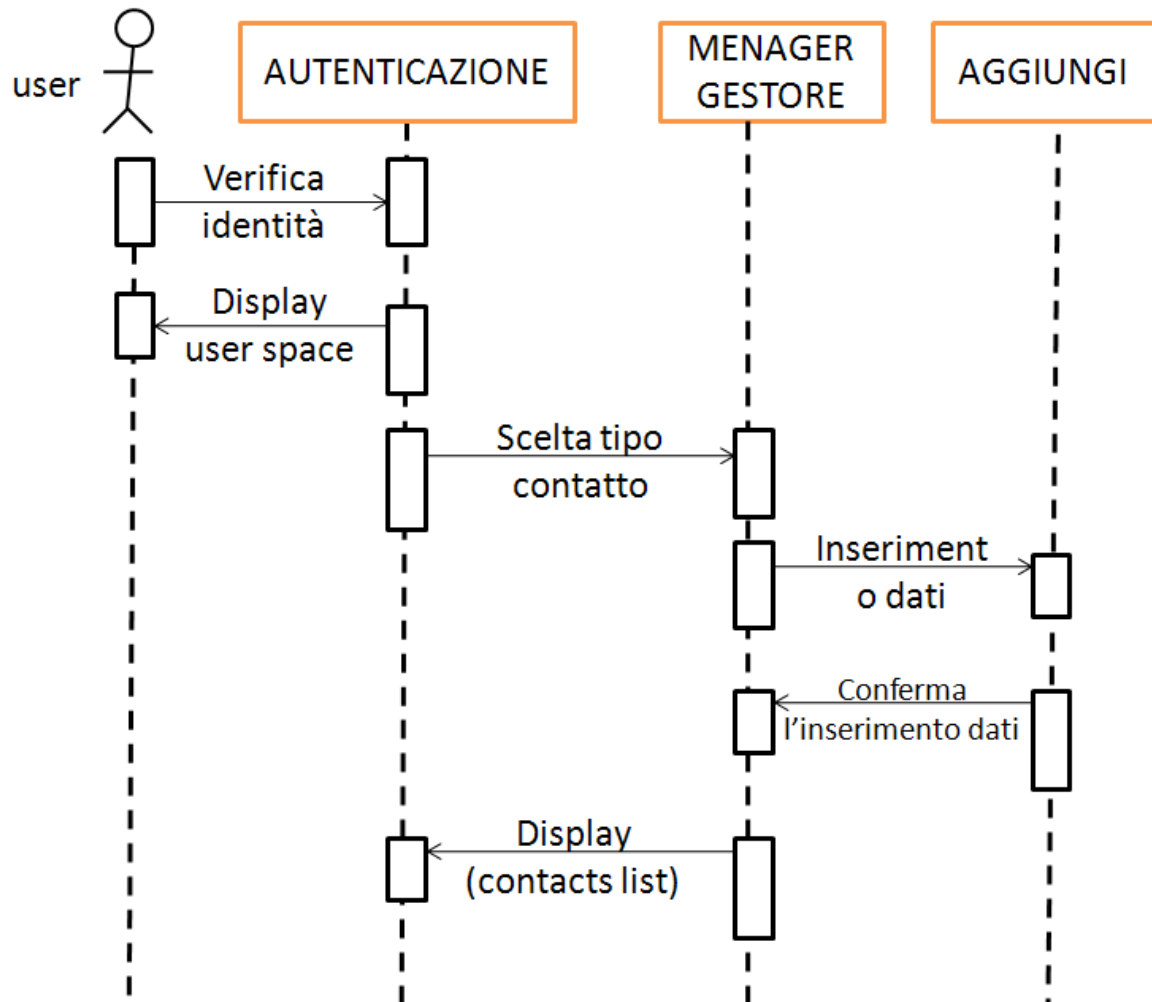 user
AUTENTICAZIONE
MENAGER
GESTORE
AGGIUNGI
Verifica
identità
Display
user space
Scelta tipo
contatto
Inseriment
o dati
Conferma
l'inserimento dati
Display
(contacts list)